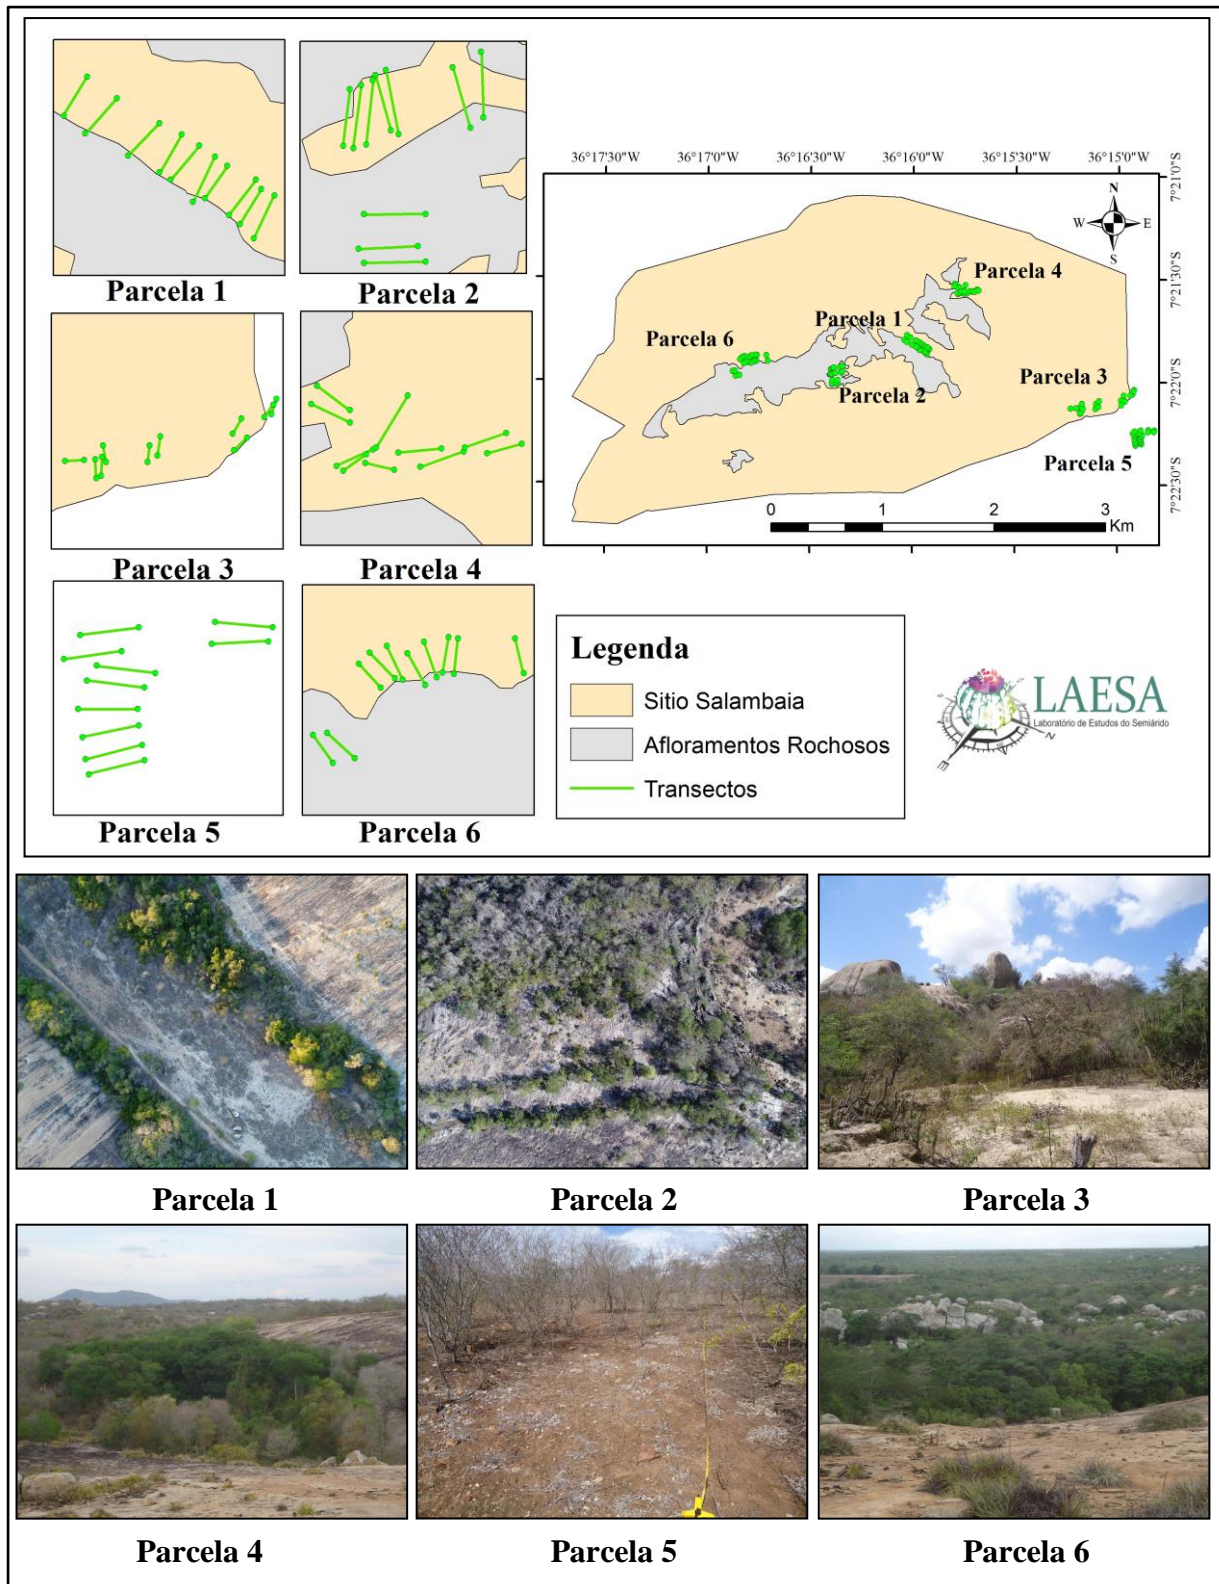 Parcela 1
Parcela 2
Parcela 3
Parcela 4
Parcela 5
Parcela 6
36°17'30"W 36°17'0"W 36°16'30"W 36°16'0"W 36°15'30"W 36°15'0"W
7°21'0"S
7°21'30"S
7°22'0"S
7°22'30"S
N
W E
S
Parcela 4
Parcela 1
Parcela 6
Parcela 3
Parcela 2
Parcela 5
0 1 2 3
Km
Legenda
Sitio Salambaia
Afloramentos Rochosos
Transectos
LAESA
Laboratório de Estudos do Semiárido
N
E
Parcela 1
Parcela 2
Parcela 3
Parcela 4
Parcela 5
Parcela 6